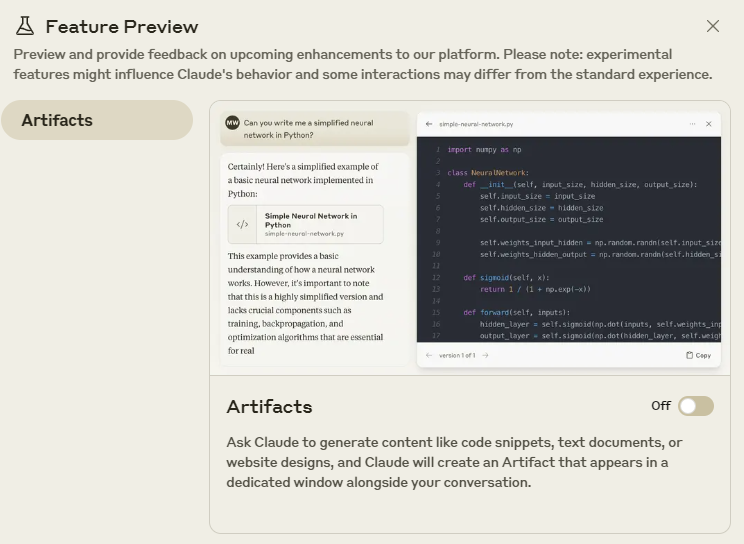 Feature Preview
Preview and provide feedback on upcoming enhancements to our platform. Please note: experimental
features might influence Claude's behavior and some interactions may differ from the standard experience.
Artifacts
MW
Can you write me a simplified neural
network in Python?
Certainly! Here's a simplified example of
a basic neural network implemented in
Python:
</>
Simple Neural Network in
Python
simple-neural-network.py
This example provides a basic
understanding of how a neural network
works. However, it's important to note
that this is a highly simplified version and
lacks crucial components such as
training, backpropagation, and
optimization algorithms that are essential
for real
simple-neural-network.py
1 import numpy as np
2
3 class NeuralNetwork:
4 def __init__(self, input_size, hidden_size, output_size):
5 self.input_size = input_size
6 self.hidden_size = hidden_size
7 self.output_size = output_size
8
9 self.weights_input_hidden = np.random.randn(self.input_size
10 self.weights_hidden_output = np.random.randn(self.hidden_si
11
12 def sigmoid(self, x):
13 return 1 / (1 + np.exp(-x))
14
15 def forward(self, inputs):
16 hidden_layer = self.sigmoid(np.dot(inputs, self.weights_inp
17 output_layer = self.sigmoid(np.dot(hidden_layer, self.weigh
version 1 of 1
Copy
Artifacts
Off
Ask Claude to generate content like code snippets, text documents, or
website designs, and Claude will create an Artifact that appears in a
dedicated window alongside your conversation.